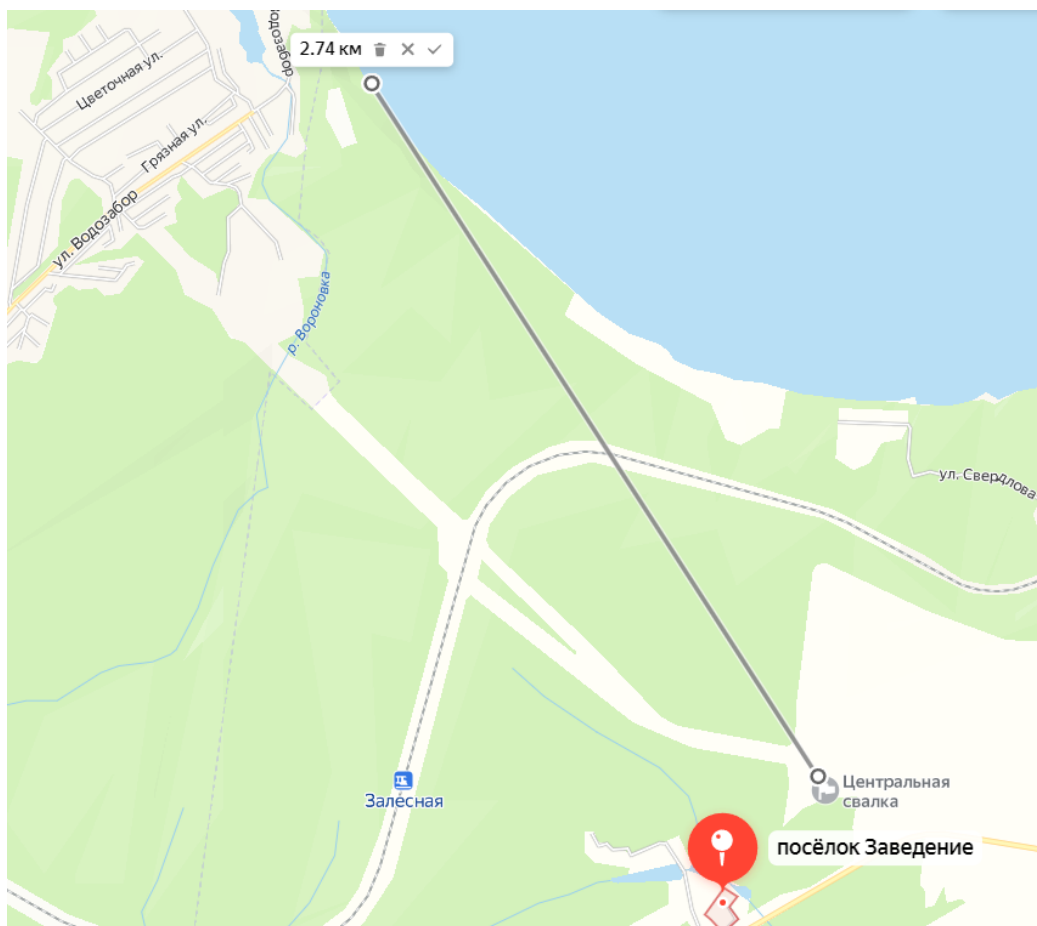 Водозабор
2.74 км
Цветочная ул.
Грязная ул.
ул. Водозабор
р. Вороновка
ул. Свердлова
Залесная
Центральная
свалка
посёлок Заведение